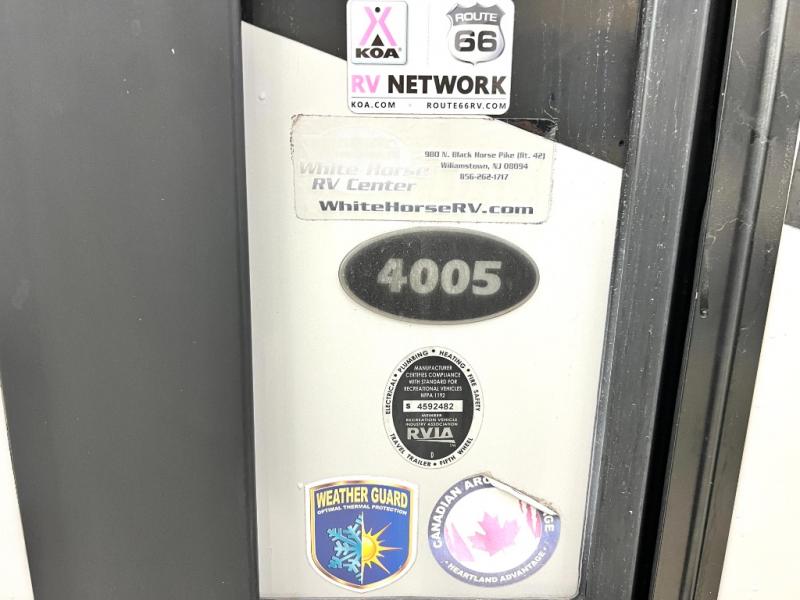 KOA
ROUTE
66
RV NETWORK
KOA.COM · ROUTE66RV.COM
White Horse
RV Center
980 N. Black Horse Pike (Rt. 42)
Williamstown, NJ 08094
856-262-1717
WhiteHorseRV.com
4005
ELECTRICAL • PLUMBING • HEATING • FIRE SAFETY
MANUFACTURER
CERTIFIES COMPLIANCE
WITH STANDARD FOR
RECREATIONAL VEHICLES
NFPA 1192
S 4592482
MEMBER
RECREATION VEHICLE
INDUSTRY ASSOCIATION
RVIA
D
TRAVEL TRAILER • FIFTH WHEEL
WEATHER GUARD
OPTIMAL THERMAL PROTECTION
CANADIAN
HEARTLAND ADVANTAGE